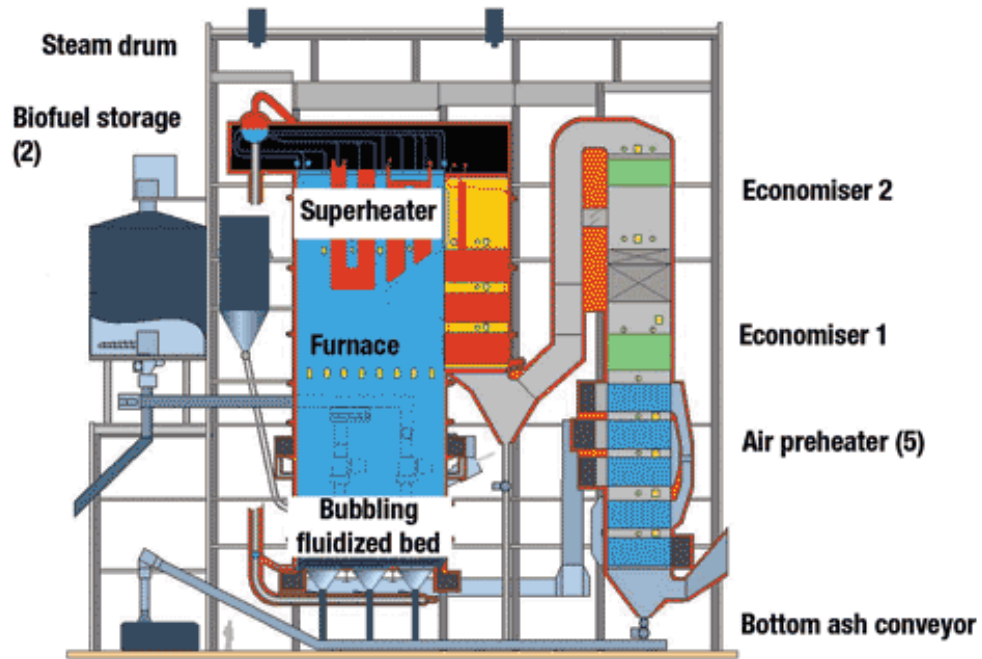 Steam drum
Biofuel storage
(2)
Superheater
Economiser 2
Furnace
Economiser 1
Air preheater (5)
Bubbling
fluidized bed
Bottom ash conveyor